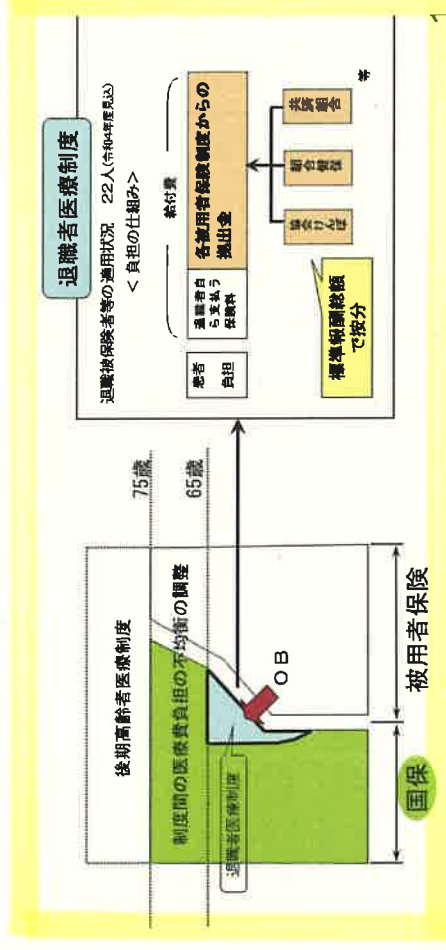 退職者医療制度
退職被保険者等の適用状況 22人(令和4年度見込)
<負担の仕組み>
給付費
患者
負担
退職者自
ら支払う
保険料
各被用者保険制度からの
拠出金
標準報酬総額
で按分
協会けんぽ
組合健保
共済組合
等
75歳
65歳
後期高齢者医療制度
制度間の医療費負担の不均衡の調整
退職者医療制度
OB
国保
被用者保険